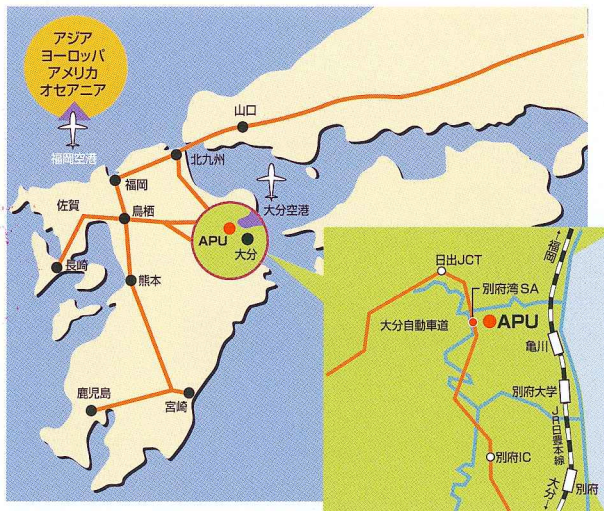 アジア
ヨーロッパ
アメリカ
オセアニア
福岡空港
山口
北九州
福岡
大分空港
佐賀
鳥栖
APU
大分
長崎
熊本
鹿児島
宮崎
←福岡
日出JCT
別府湾SA
大分自動車道
APU
亀川
別府大学
JR日豊本線
別府IC
大分→
別府